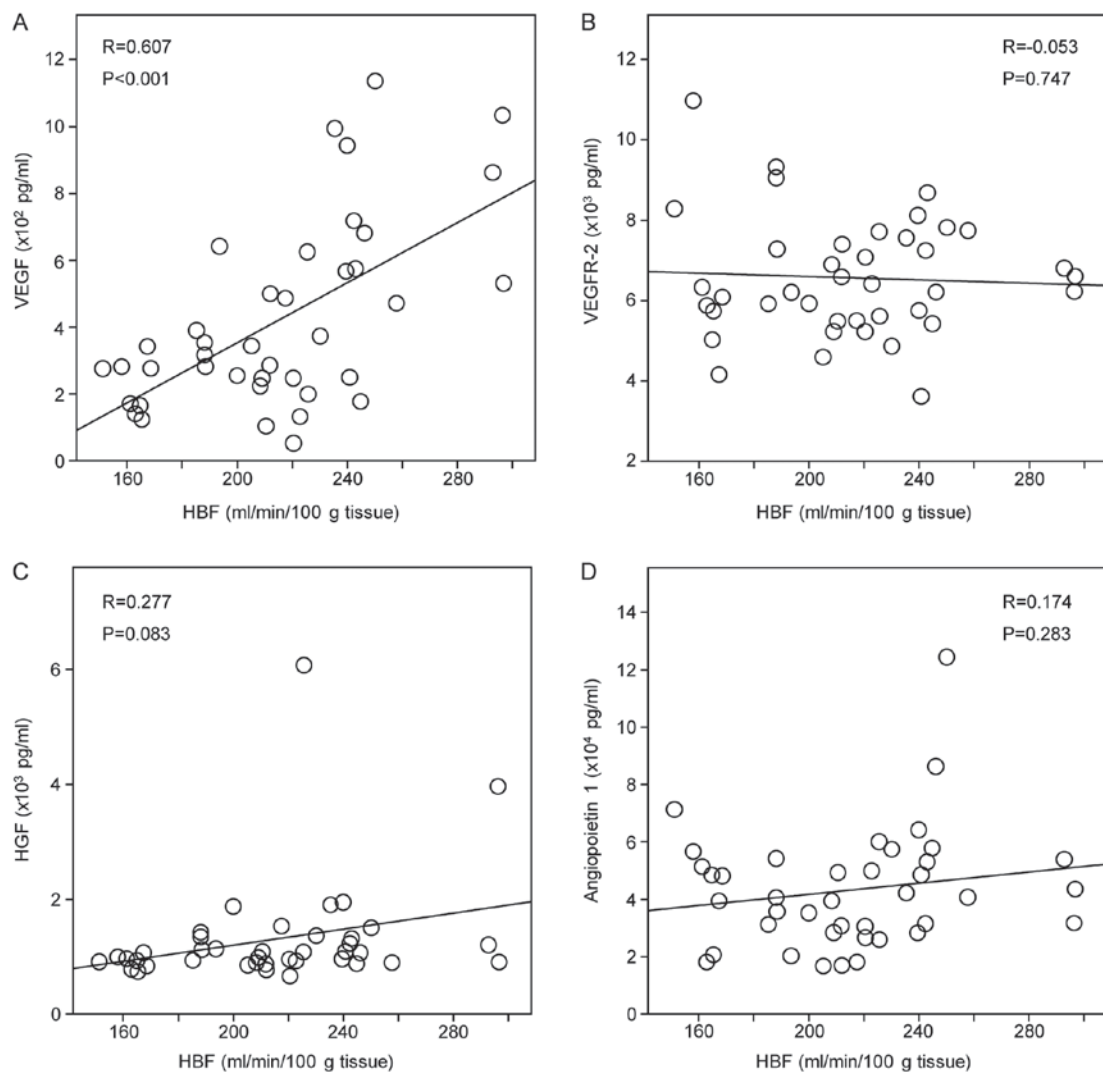 A
R=0.607
P<0.001
12
10
8
6
4
2
0
VEGF (x10² pg/ml)
160 200 240 280
HBF (ml/min/100 g tissue)
B
R=-0.053
P=0.747
12
10
8
6
4
2
VEGFR-2 (x10³ pg/ml)
160 200 240 280
HBF (ml/min/100 g tissue)
C
R=0.277
P=0.083
6
4
2
0
HGF (x10³ pg/ml)
160 200 240 280
HBF (ml/min/100 g tissue)
D
R=0.174
P=0.283
14
12
10
8
6
4
2
0
Angiopoietin 1 (x10⁴ pg/ml)
160 200 240 280
HBF (ml/min/100 g tissue)